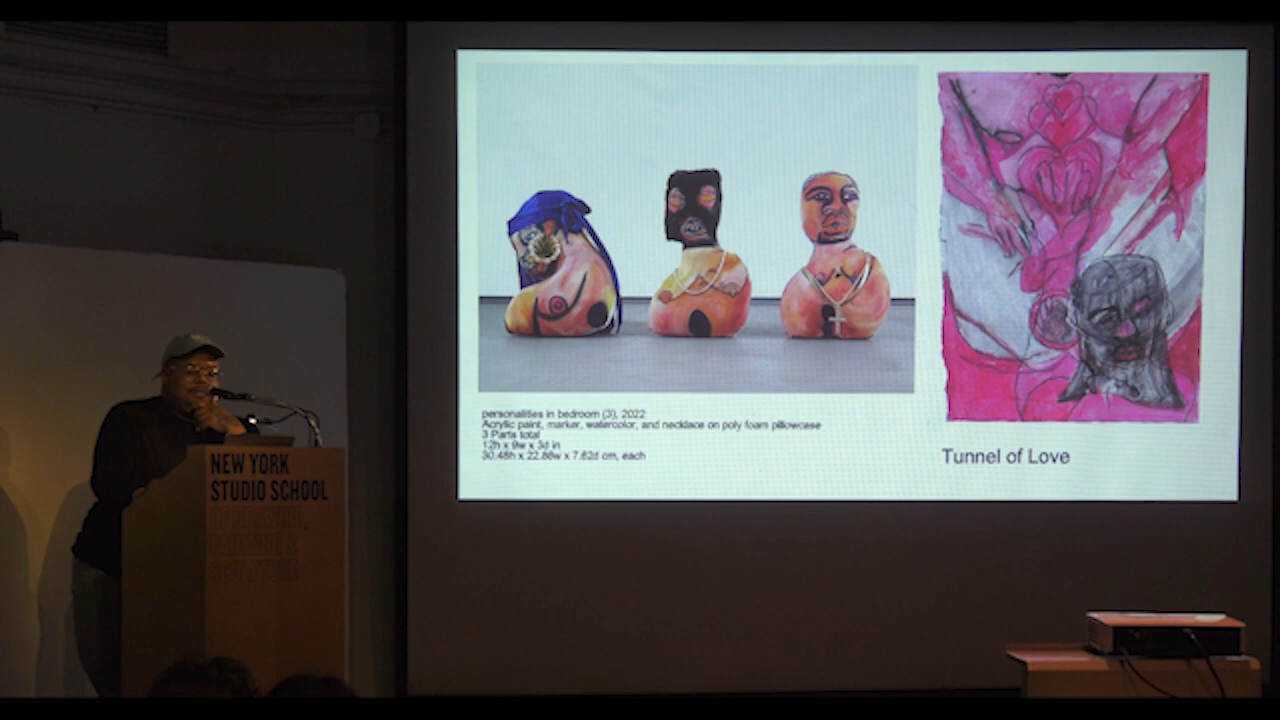 personalities in bedroom (3), 2022
Acrylic paint, marker, watercolor, and necklace on poly foam pillowcase
3 Parts total
12h x 9w x 3d in
30.48h x 22.86w x 7.62d cm, each
Tunnel of Love
NEW YORK
STUDIO SCHOOL